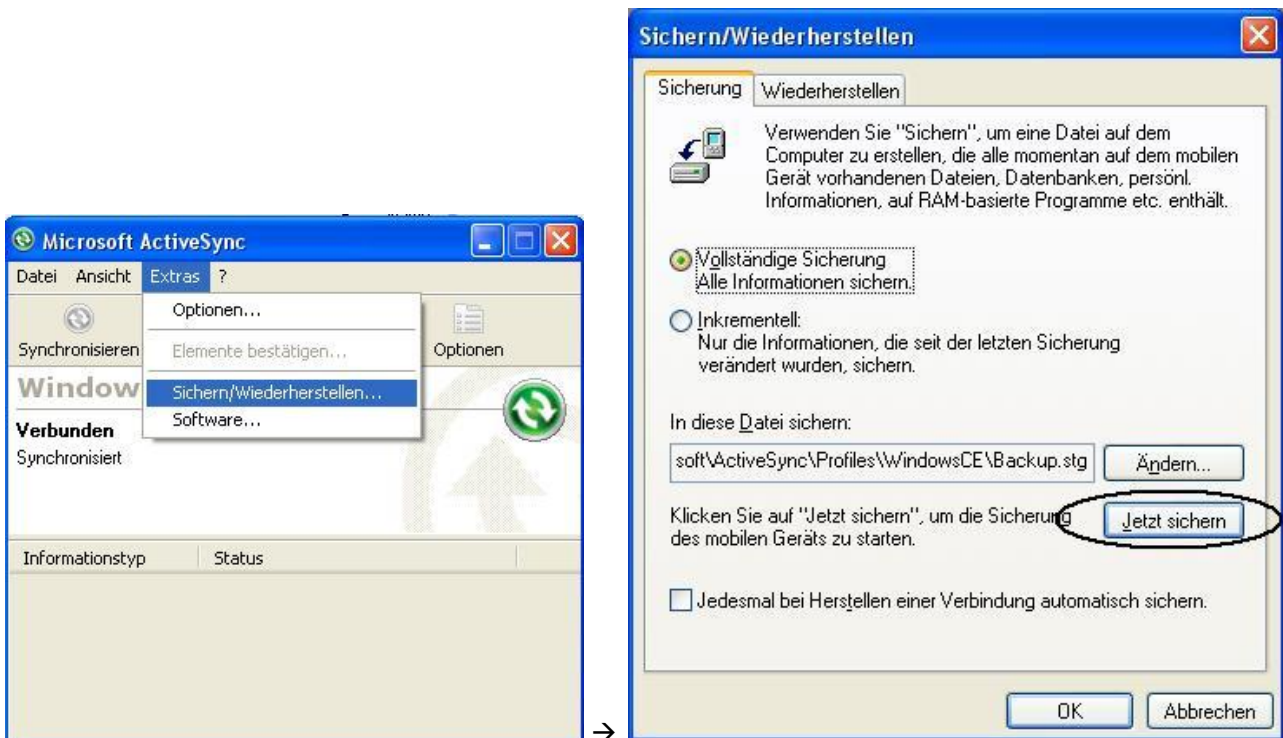 Microsoft ActiveSync
Datei Ansicht Extras ?
Optionen...
Synchronisieren
Elemente bestätigen...
Optionen
Window
Sichern/Wiederherstellen...
Software...
Verbunden
Synchronisiert
Informationstyp Status
→
Sichern/Wiederherstellen
Sicherung Wiederherstellen
Verwenden Sie "Sichern", um eine Datei auf dem
Computer zu erstellen, die alle momentan auf dem mobilen
Gerät vorhandenen Dateien, Datenbanken, persönl.
Informationen, auf RAM-basierte Programme etc. enthält.
Vollständige Sicherung
Alle Informationen sichern.
Inkrementell:
Nur die Informationen, die seit der letzten Sicherung
verändert wurden, sichern.
In diese Datei sichern:
soft\ActiveSync\Profiles\WindowsCE\Backup.stg Ändern...
Klicken Sie auf "Jetzt sichern", um die Sicherung
des mobilen Geräts zu starten.
Jetzt sichern
Jedesmal bei Herstellen einer Verbindung automatisch sichern.
OK Abbrechen